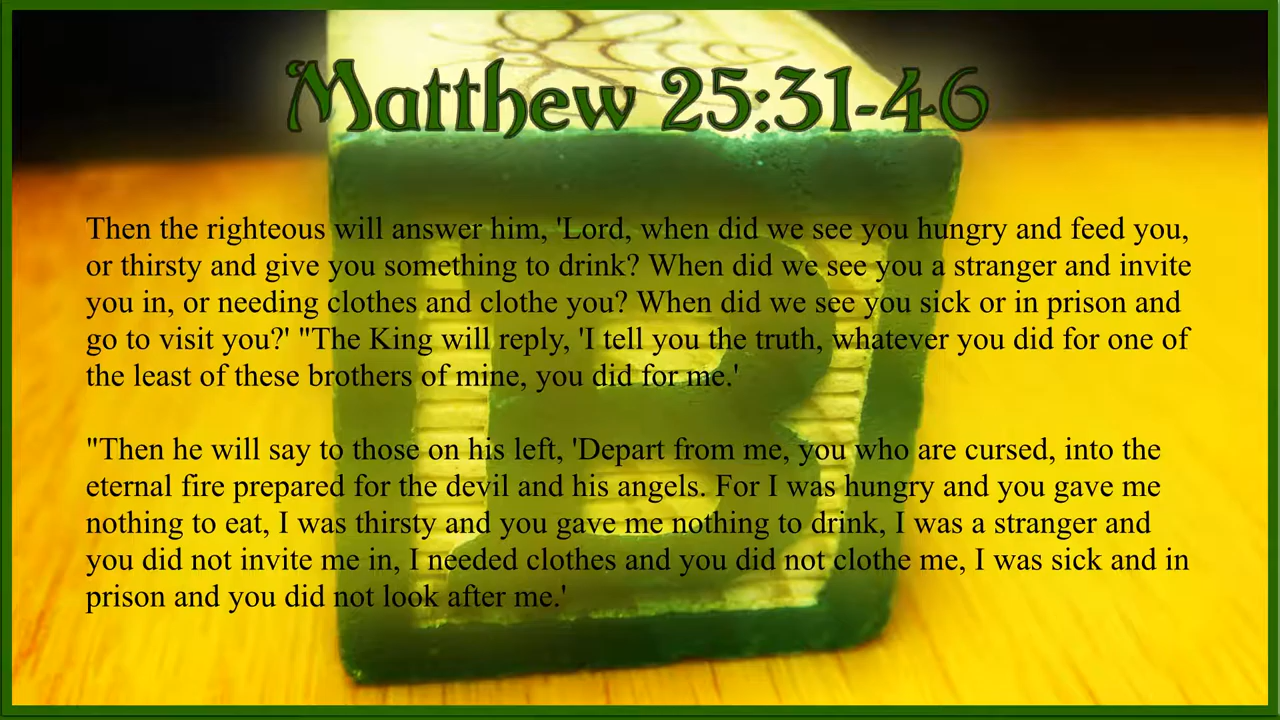 Matthew 25:31-46
Then the righteous will answer him, 'Lord, when did we see you hungry and feed you,
or thirsty and give you something to drink? When did we see you a stranger and invite
you in, or needing clothes and clothe you? When did we see you sick or in prison and
go to visit you?' "The King will reply, 'I tell you the truth, whatever you did for one of
the least of these brothers of mine, you did for me.'
"Then he will say to those on his left, 'Depart from me, you who are cursed, into the
eternal fire prepared for the devil and his angels. For I was hungry and you gave me
nothing to eat, I was thirsty and you gave me nothing to drink, I was a stranger and
you did not invite me in, I needed clothes and you did not clothe me, I was sick and in
prison and you did not look after me.'
B